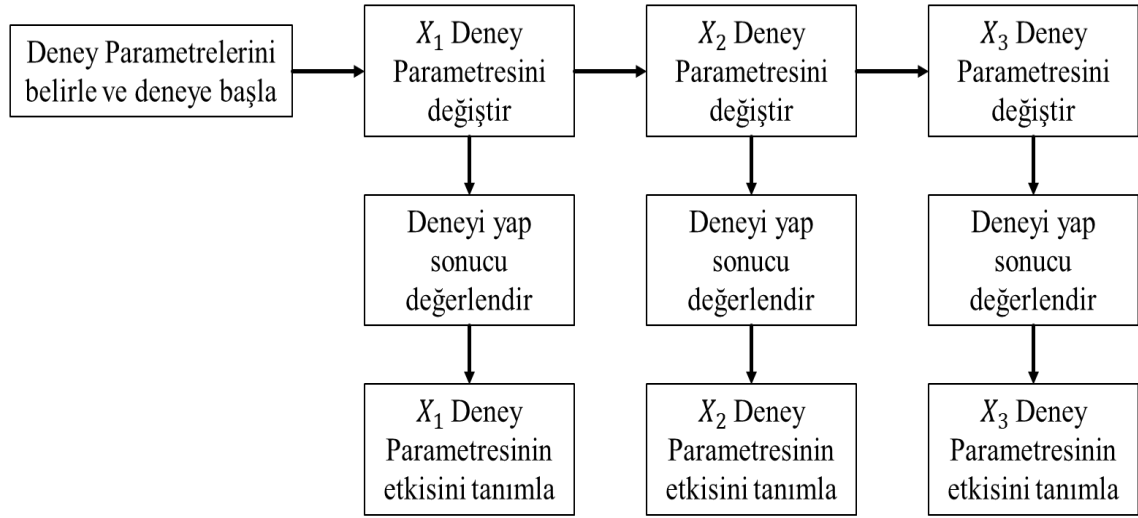 Deney Parametrelerini
belirle ve deneye başla
X₁ Deney
Parametresini
değiştir
X₂ Deney
Parametresini
değiştir
X₃ Deney
Parametresini
değiştir
Deneyi yap
sonucu
değerlendir
Deneyi yap
sonucu
değerlendir
Deneyi yap
sonucu
değerlendir
X₁ Deney
Parametresinin
etkisini tanımla
X₂ Deney
Parametresinin
etkisini tanımla
X₃ Deney
Parametresinin
etkisini tanımla